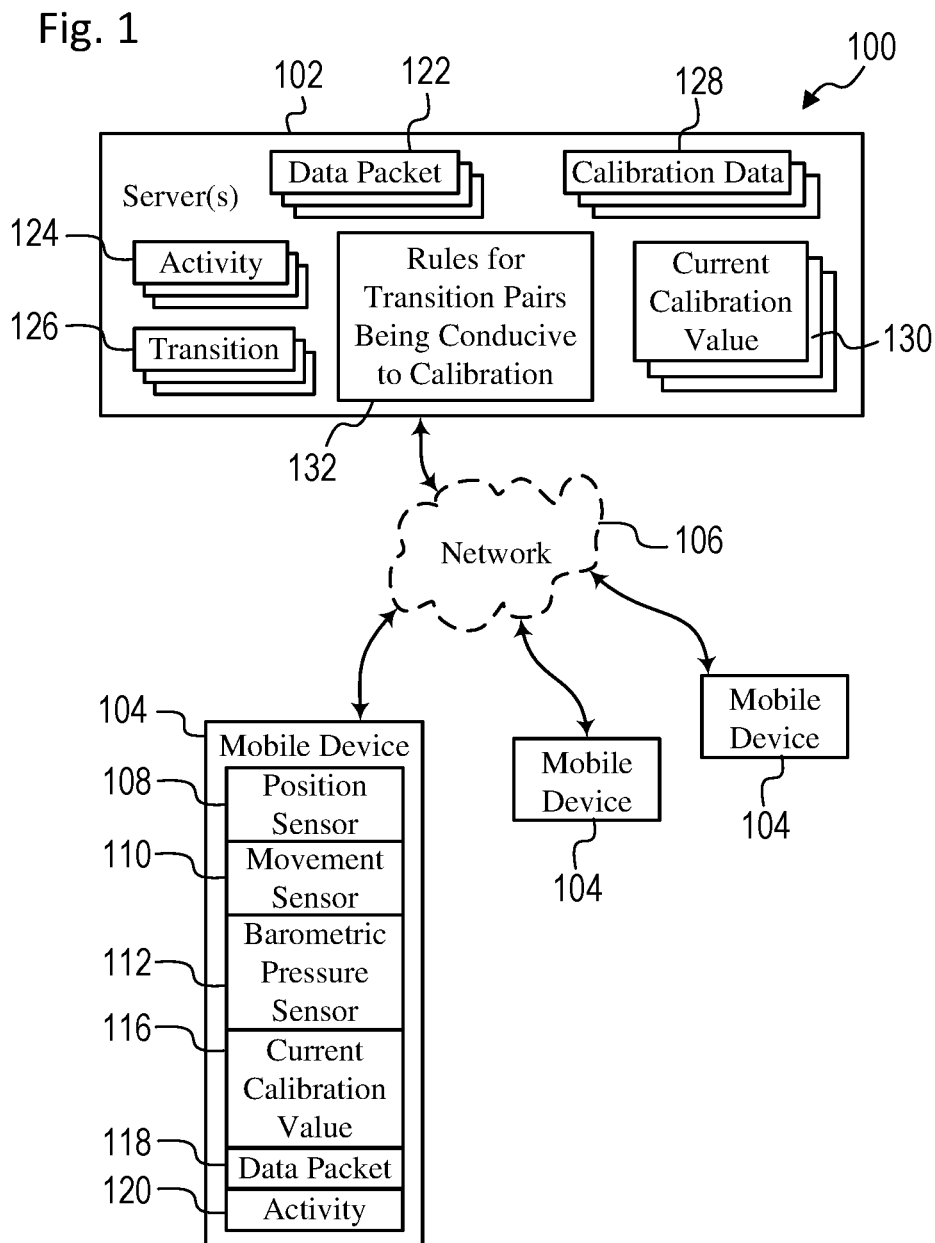 Fig. 1
100
102
122
128
Data Packet
Calibration Data
Server(s)
124
Activity
126
Transition
Rules for
Transition Pairs
Being Conducive
to Calibration
132
Current
Calibration
Value
130
Network
106
104
Mobile Device
108
Position
Sensor
110
Movement
Sensor
112
Barometric
Pressure
Sensor
116
Current
Calibration
Value
118
Data Packet
120
Activity
Mobile
Device
104
Mobile
Device
104